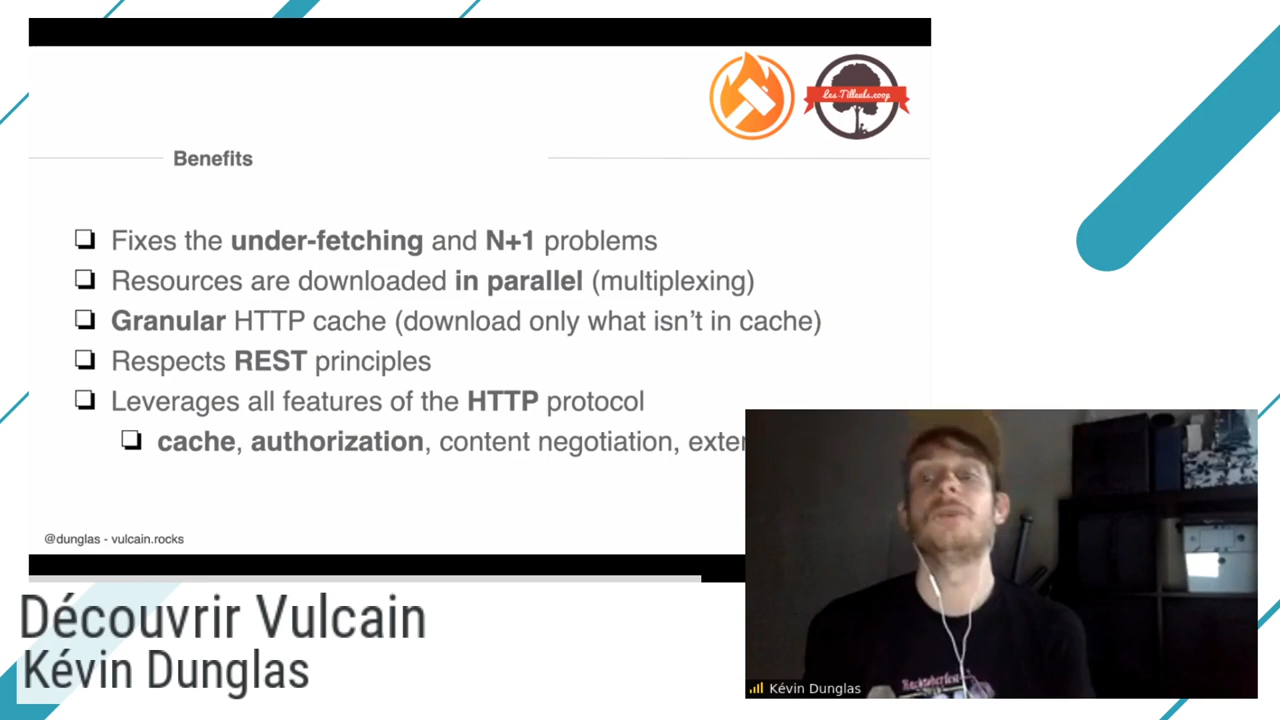 Les-Tilleuls.coop
Benefits
Fixes the under-fetching and N+1 problems
Resources are downloaded in parallel (multiplexing)
Granular HTTP cache (download only what isn't in cache)
Respects REST principles
Leverages all features of the HTTP protocol
cache, authorization, content negotiation, exter
@dunglas - vulcain.rocks
Découvrir Vulcain
Kévin Dunglas
Hacktoberfest
Kévin Dunglas